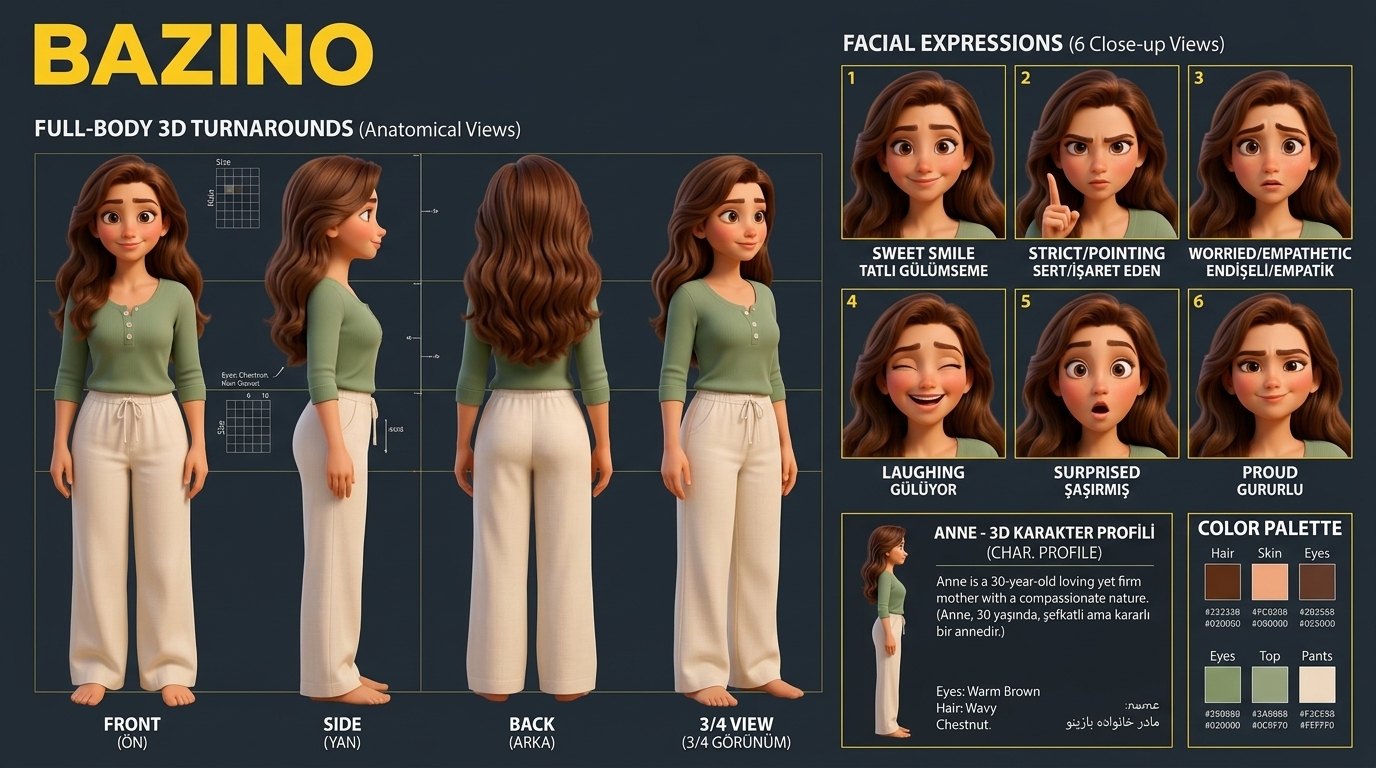 BAZINO
FULL-BODY 3D TURNAROUNDS (Anatomical Views)
Size
6 10
FRONT
(ÖN)
SIDE
(YAN)
BACK
(ARKA)
3/4 VIEW
(3/4 GÖRÜNÜM)
FACIAL EXPRESSIONS (6 Close-up Views)
1
SWEET SMILE
TATLI GÜLÜMSEME
2
STRICT/POINTING
SERT/İŞARET EDEN
3
WORRIED/EMPATHETIC
ENDİŞELİ/EMPATİK
4
LAUGHING
GÜLÜYOR
5
SURPRISED
ŞAŞIRMIŞ
6
PROUD
GURURLU
ANNE - 3D KARAKTER PROFİLİ
(CHAR. PROFILE)
Anne is a 30-year-old loving yet firm
mother with a compassionate nature.
(Anne, 30 yaşında, şefkatli ama kararlı
bir annedir.)
Eyes: Warm Brown
Hair: Wavy
Chestnut.
مادر خانواده بازینو
COLOR PALETTE
Hair Skin Eyes
Eyes Top Pants